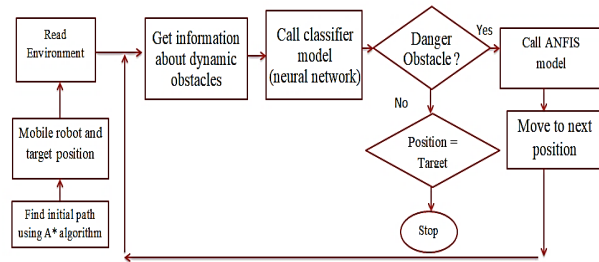 Read
Environment
Get information
about dynamic
obstacles
Call classifier
model
(neural network)
Danger
Obstacle ?
Yes
Call ANFIS
model
No
Mobile robot and
target position
Position =
Target
Move to next
position
Find initial path
using A* algorithm
Stop